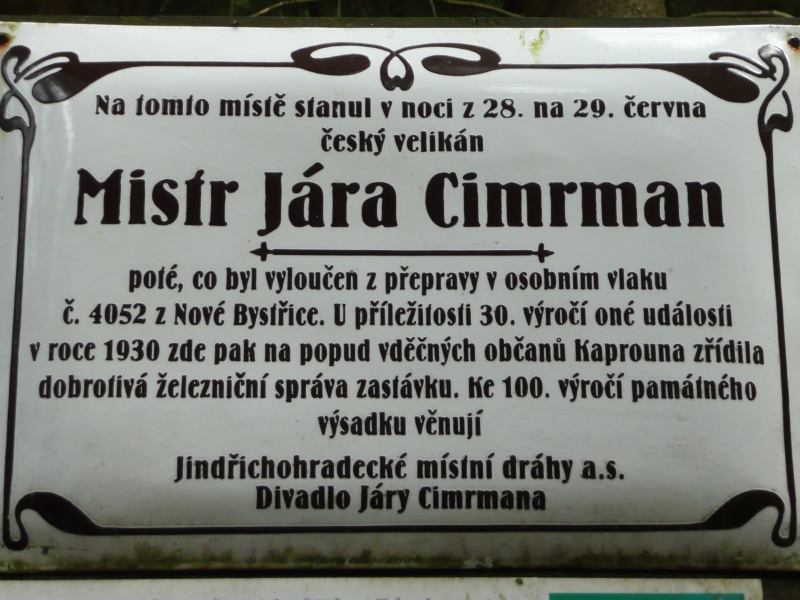 Na tomto místě stanul v noci z 28. na 29. června
český velikán
Mistr Jára Cimrman
poté, co byl vyloučen z přepravy v osobním vlaku
č. 4052 z Nové Bystřice. U příležitosti 30. výročí oné události
v roce 1930 zde pak na popud vděčných občanů Kaprouna zřídila
dobrotivá železniční správa zastávku. Ke 100. výročí památného
výsadku věnují
Jindřichohradecké místní dráhy a.s.
Divadlo Járy Cimrmana